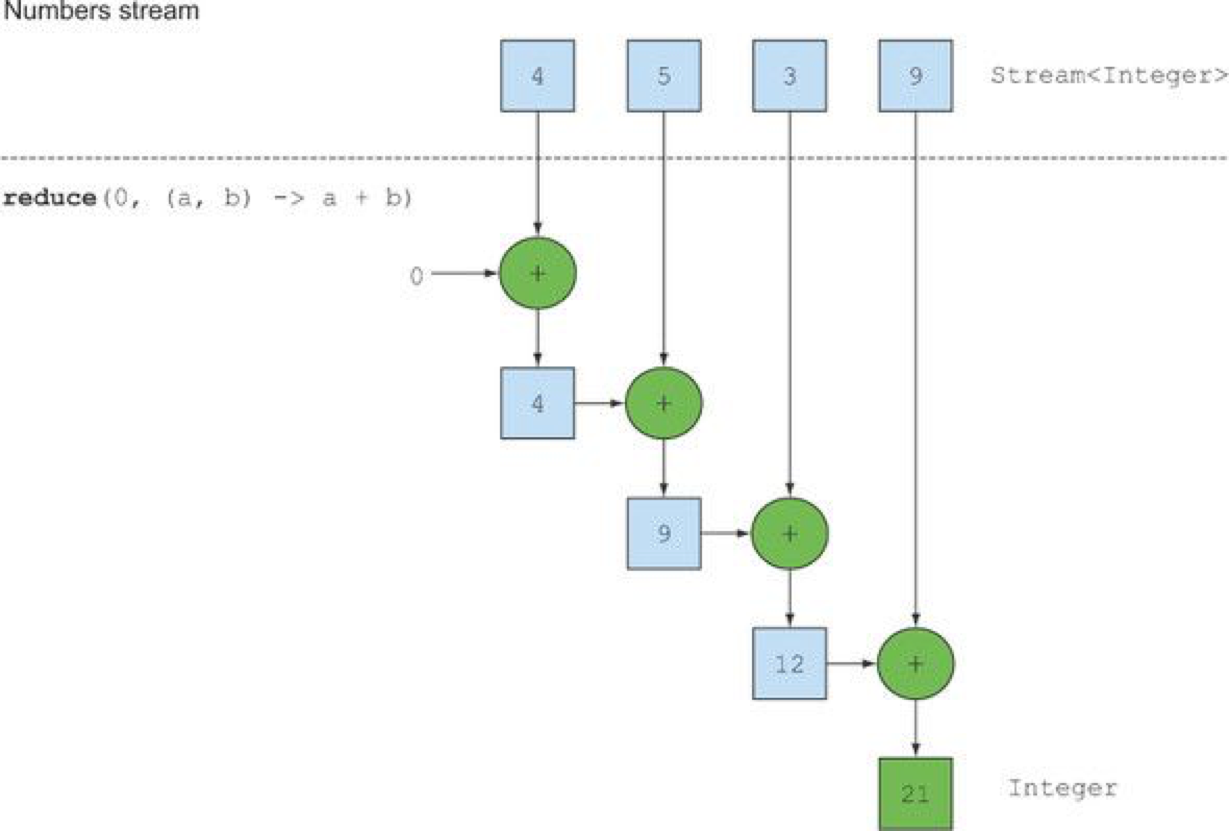 Numbers stream
4 5 3 9 Stream<Integer>
reduce(0, (a, b) -> a + b)
0 +
4 +
9 +
12 +
21 Integer